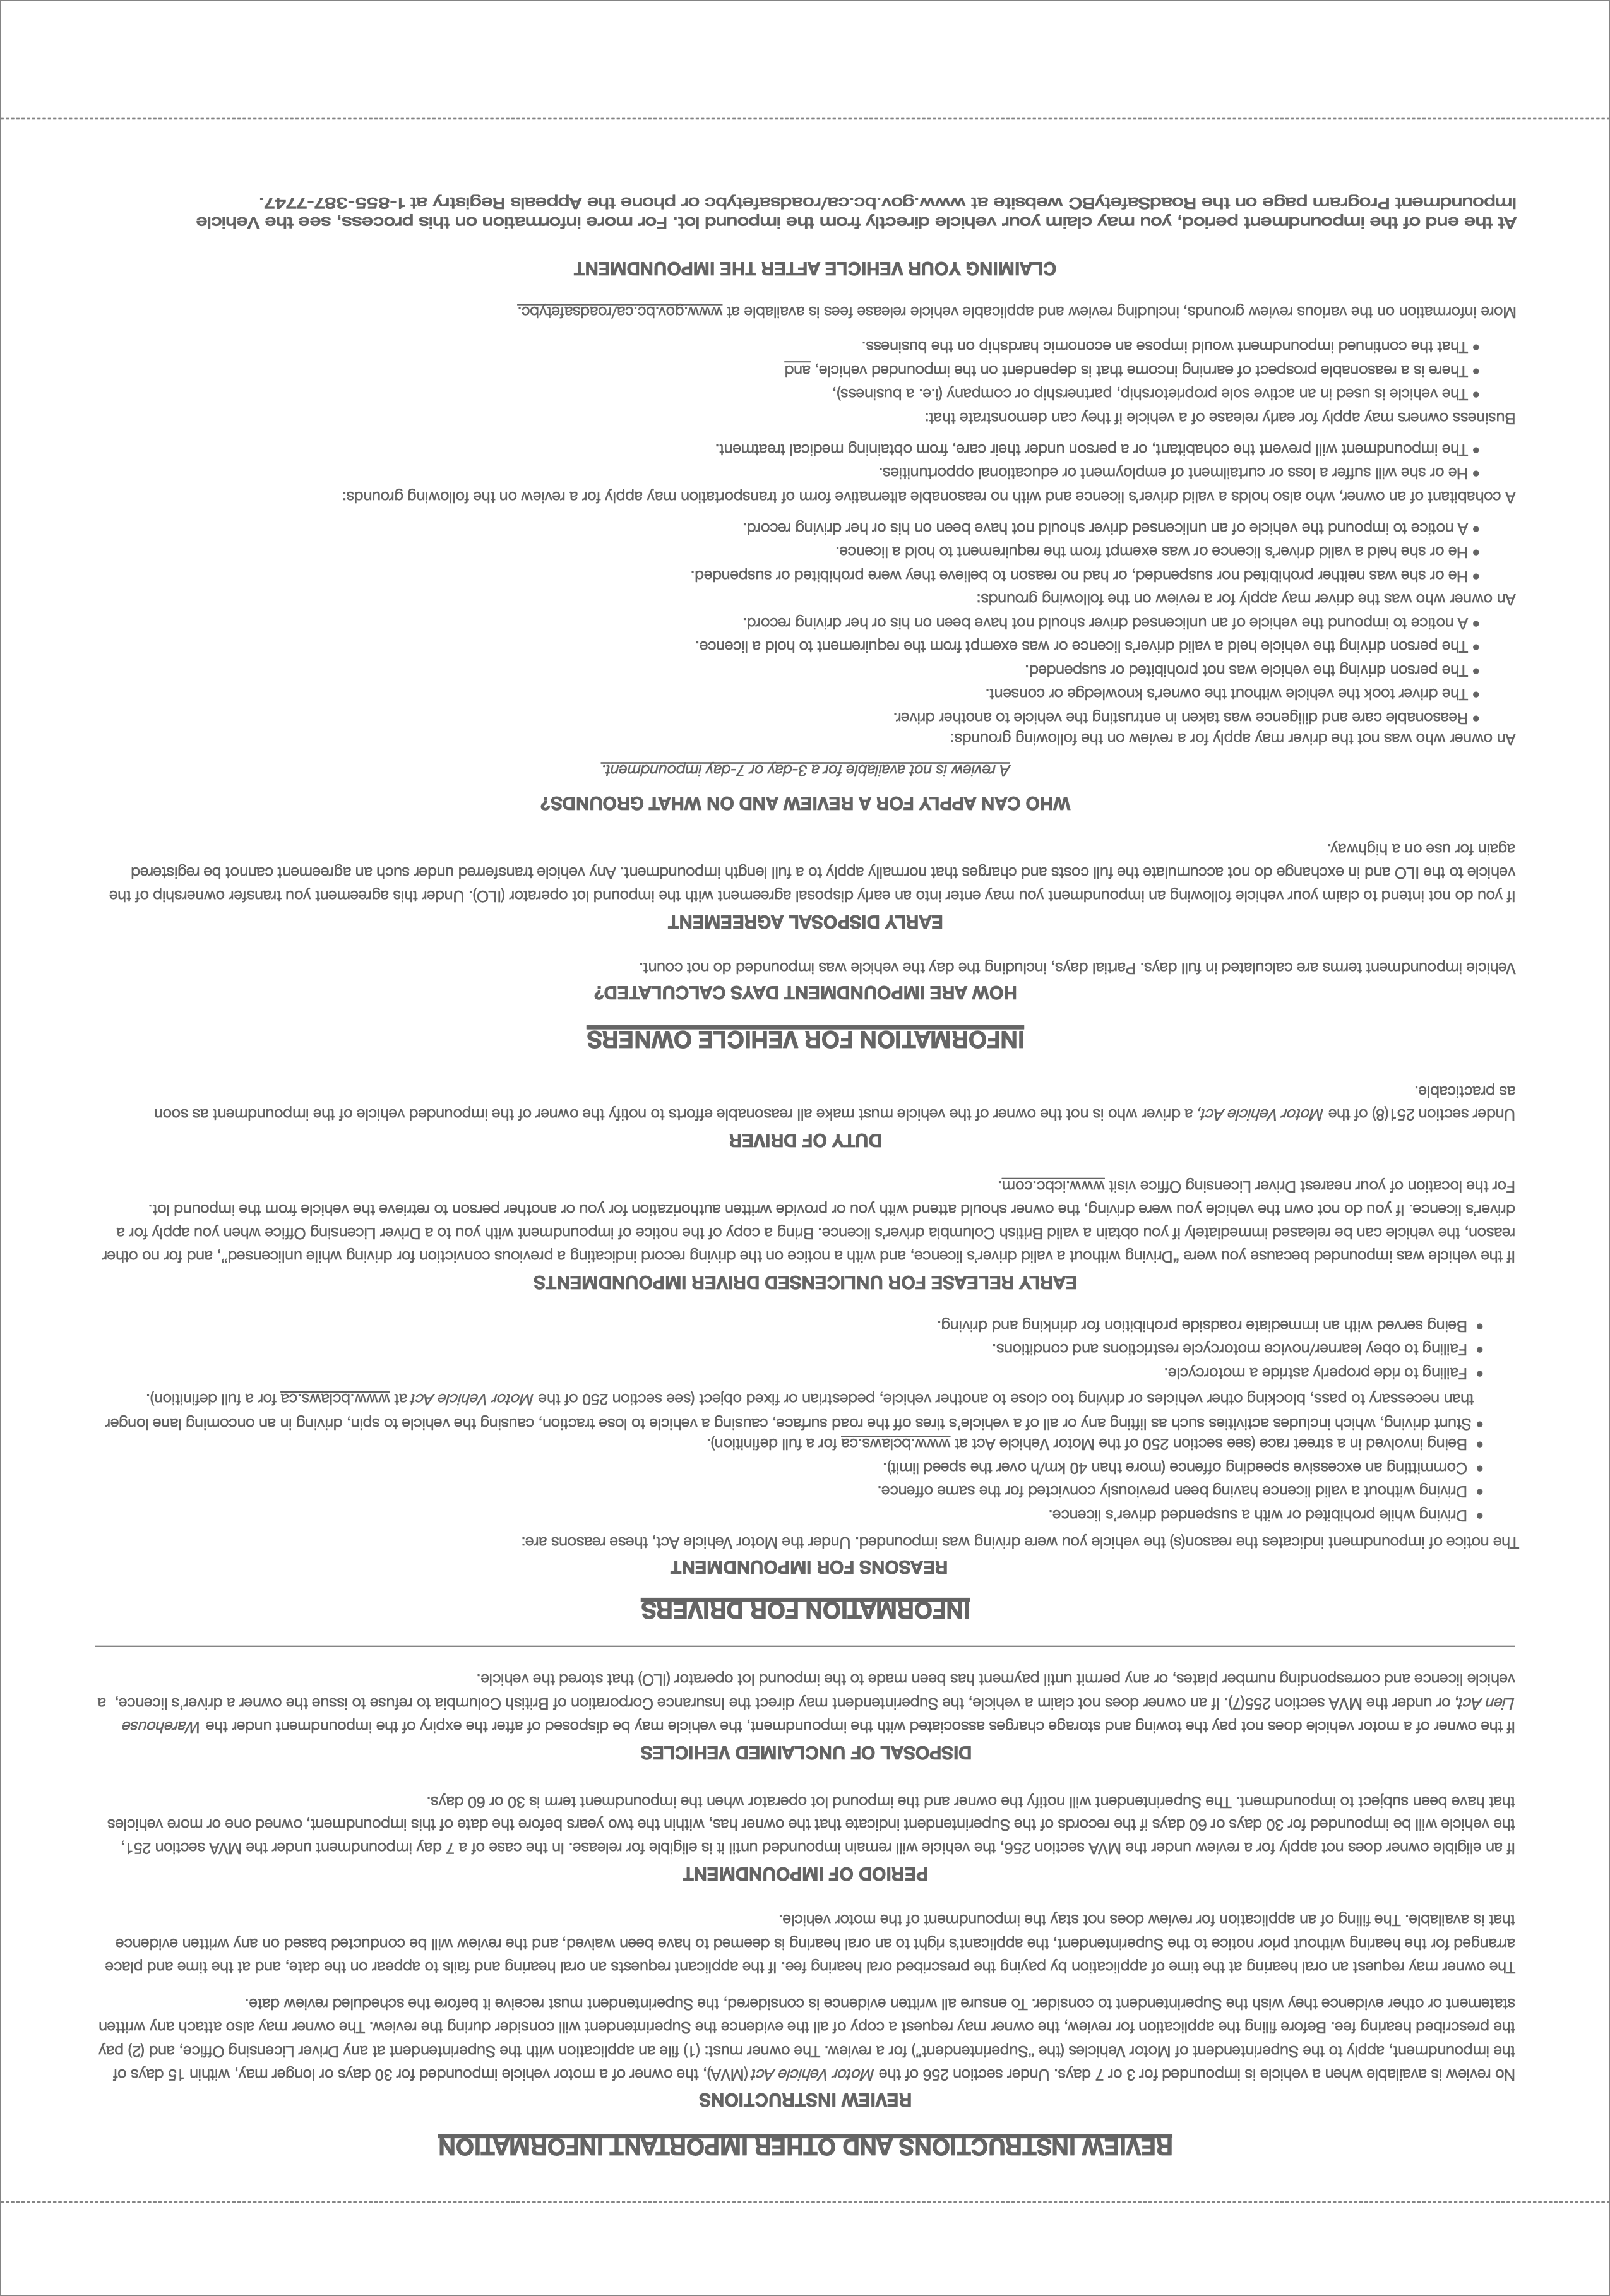 REVIEW INSTRUCTIONS AND OTHER IMPORTANT INFORMATION
REVIEW INSTRUCTIONS
No review is available when a vehicle is impounded for 3 or 7 days. Under section 256 of the Motor Vehicle Act (MVA), the owner of a motor vehicle impounded for 30 days or longer may, within 15 days of
the impoundment, apply to the Superintendent of Motor Vehicles (the “Superintendent”) for a review. The owner must: (1) file an application with the Superintendent at any Driver Licensing Office, and (2) pay
the prescribed hearing fee. Before filing the application for review, the owner may request a copy of all the evidence the Superintendent will consider during the review. The owner may also attach any written
statement or other evidence they wish the Superintendent to consider. To ensure all written evidence is considered, the Superintendent must receive it before the scheduled review date.
The owner may request an oral hearing at the time of application by paying the prescribed oral hearing fee. If the applicant requests an oral hearing and fails to appear on the date, and at the time and place
arranged for the hearing without prior notice to the Superintendent, the applicant’s right to an oral hearing is deemed to have been waived, and the review will be conducted based on any written evidence
that is available. The filing of an application for review does not stay the impoundment of the motor vehicle.
PERIOD OF IMPOUNDMENT
If an eligible owner does not apply for a review under the MVA section 256, the vehicle will remain impounded until it is eligible for release. In the case of a 7 day impoundment under the MVA section 251,
the vehicle will be impounded for 30 days or 60 days if the records of the Superintendent indicate that the owner has, within the two years before the date of this impoundment, owned one or more vehicles
that have been subject to impoundment. The Superintendent will notify the owner and the impound lot operator when the impoundment term is 30 or 60 days.
DISPOSAL OF UNCLAIMED VEHICLES
If the owner of a motor vehicle does not pay the towing and storage charges associated with the impoundment, the vehicle may be disposed of after the expiry of the impoundment under the Warehouse
Lien Act, or under the MVA section 255(7). If an owner does not claim a vehicle, the Superintendent may direct the Insurance Corporation of British Columbia to refuse to issue the owner a driver’s licence, a
vehicle licence and corresponding number plates, or any permit until payment has been made to the impound lot operator (ILO) that stored the vehicle.
INFORMATION FOR DRIVERS
REASONS FOR IMPOUNDMENT
The notice of impoundment indicates the reason(s) the vehicle you were driving was impounded. Under the Motor Vehicle Act, these reasons are:
• Driving while prohibited or with a suspended driver’s licence.
• Driving without a valid licence having been previously convicted for the same offence.
• Committing an excessive speeding offence (more than 40 km/h over the speed limit).
• Being involved in a street race (see section 250 of the Motor Vehicle Act at www.bclaws.ca for a full definition).
• Stunt driving, which includes activities such as lifting any or all of a vehicle’s tires off the road surface, causing a vehicle to lose traction, causing the vehicle to spin, driving in an oncoming lane longer
than necessary to pass, blocking other vehicles or driving too close to another vehicle, pedestrian or fixed object (see section 250 of the Motor Vehicle Act at www.bclaws.ca for a full definition).
• Failing to ride properly astride a motorcycle.
• Failing to obey learner/novice motorcycle restrictions and conditions.
• Being served with an immediate roadside prohibition for drinking and driving.
EARLY RELEASE FOR UNLICENSED DRIVER IMPOUNDMENTS
If the vehicle was impounded because you were “Driving without a valid driver’s licence, and with a notice on the driving record indicating a previous conviction for driving while unlicensed”, and for no other
reason, the vehicle can be released immediately if you obtain a valid British Columbia driver’s licence. Bring a copy of the notice of impoundment with you to a Driver Licensing Office when you apply for a
driver’s licence. If you do not own the vehicle you were driving, the owner should attend with you or provide written authorization for you or another person to retrieve the vehicle from the impound lot.
For the location of your nearest Driver Licensing Office visit www.icbc.com.
DUTY OF DRIVER
Under section 251(8) of the Motor Vehicle Act, a driver who is not the owner of the vehicle must make all reasonable efforts to notify the owner of the impounded vehicle of the impoundment as soon
as practicable.
INFORMATION FOR VEHICLE OWNERS
HOW ARE IMPOUNDMENT DAYS CALCULATED?
Vehicle impoundment terms are calculated in full days. Partial days, including the day the vehicle was impounded do not count.
EARLY DISPOSAL AGREEMENT
If you do not intend to claim your vehicle following an impoundment you may enter into an early disposal agreement with the impound lot operator (ILO). Under this agreement you transfer ownership of the
vehicle to the ILO and in exchange do not accumulate the full costs and charges that normally apply to a full length impoundment. Any vehicle transferred under such an agreement cannot be registered
again for use on a highway.
WHO CAN APPLY FOR A REVIEW AND ON WHAT GROUNDS?
A review is not available for a 3-day or 7-day impoundment.
An owner who was not the driver may apply for a review on the following grounds:
• Reasonable care and diligence was taken in entrusting the vehicle to another driver.
• The driver took the vehicle without the owner’s knowledge or consent.
• The person driving the vehicle was not prohibited or suspended.
• The person driving the vehicle held a valid driver’s licence or was exempt from the requirement to hold a licence.
• A notice to impound the vehicle of an unlicensed driver should not have been on his or her driving record.
An owner who was the driver may apply for a review on the following grounds:
• He or she was neither prohibited nor suspended, or had no reason to believe they were prohibited or suspended.
• He or she held a valid driver’s licence or was exempt from the requirement to hold a licence.
• A notice to impound the vehicle of an unlicensed driver should not have been on his or her driving record.
A cohabitant of an owner, who also holds a valid driver’s licence and with no reasonable alternative form of transportation may apply for a review on the following grounds:
• He or she will suffer a loss or curtailment of employment or educational opportunities.
• The impoundment will prevent the cohabitant, or a person under their care, from obtaining medical treatment.
Business owners may apply for early release of a vehicle if they can demonstrate that:
• The vehicle is used in an active sole proprietorship, partnership or company (i.e. a business),
• There is a reasonable prospect of earning income that is dependent on the impounded vehicle, and
• That the continued impoundment would impose an economic hardship on the business.
More information on the various review grounds, including review and applicable vehicle release fees is available at www.gov.bc.ca/roadsafetybc.
CLAIMING YOUR VEHICLE AFTER THE IMPOUNDMENT
At the end of the impoundment period, you may claim your vehicle directly from the impound lot. For more information on this process, see the Vehicle
Impoundment Program page on the RoadSafetyBC website at www.gov.bc.ca/roadsafetybc or phone the Appeals Registry at 1-855-387-7747.